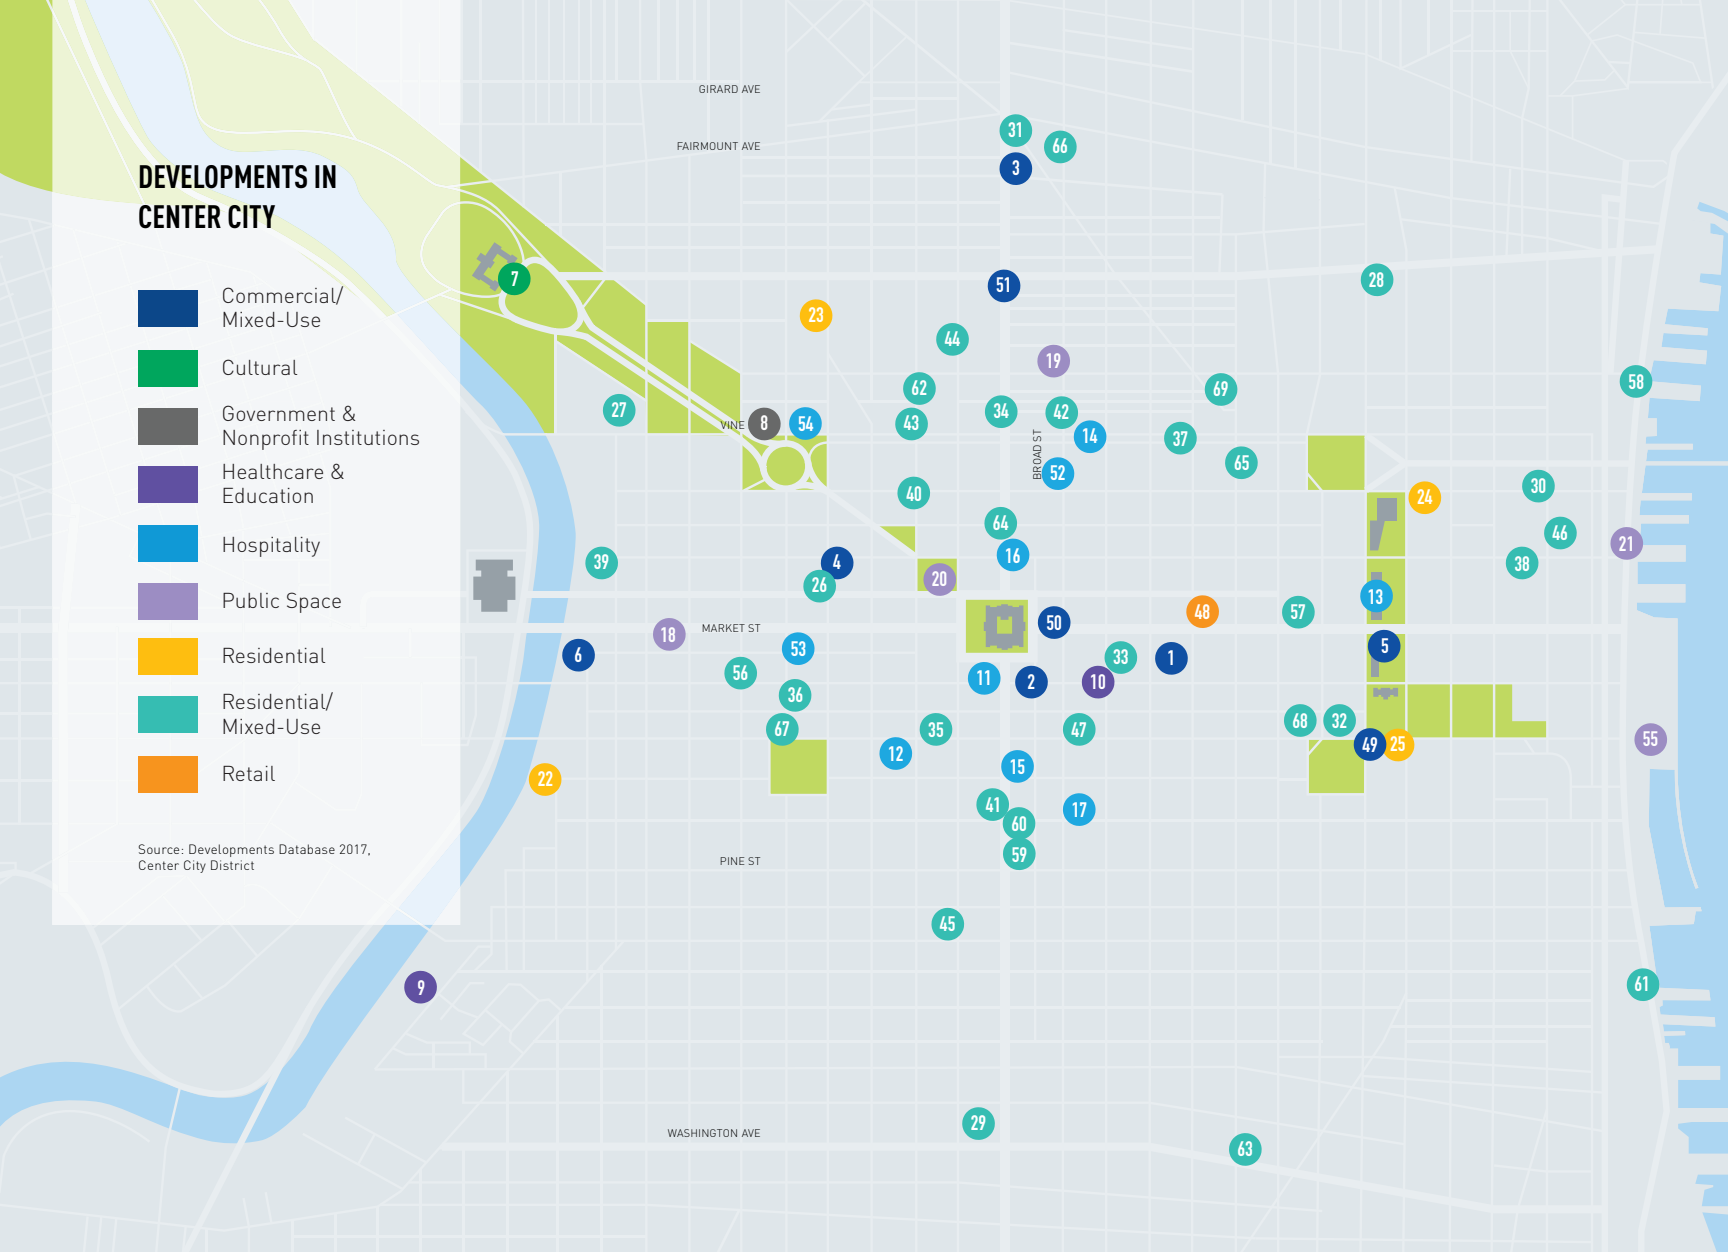 GIRARD AVE
31
66
FAIRMOUNT AVE
3
DEVELOPMENTS IN
CENTER CITY
7
28
51
Commercial/
Mixed-Use
23
44
19
Cultural
58
62
69
27
34
42
Government &
Nonprofit Institutions
VINE
8
54
43
14
37
BROAD ST
65
52
Healthcare &
Education
40
30
24
64
46
Hospitality
21
16
39
4
38
20
26
13
Public Space
48
57
50
MARKET ST
18
5
53
6
Residential
33
1
56
11
2
10
36
Residential/
Mixed-Use
68
32
67
35
47
55
49
25
12
15
Retail
22
41
17
60
Source: Developments Database 2017,
Center City District
59
PINE ST
45
61
9
29
WASHINGTON AVE
63